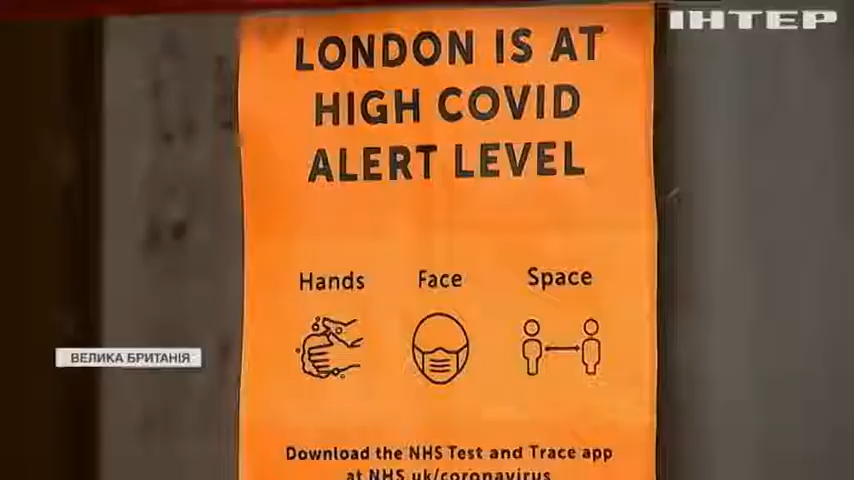 ІНТЕР
LONDON IS AT
HIGH COVID
ALERT LEVEL
Hands Face Space
ВЕЛИКА БРИТАНІЯ
Download the NHS Test and Trace app
at NHS.uk/coronavirus